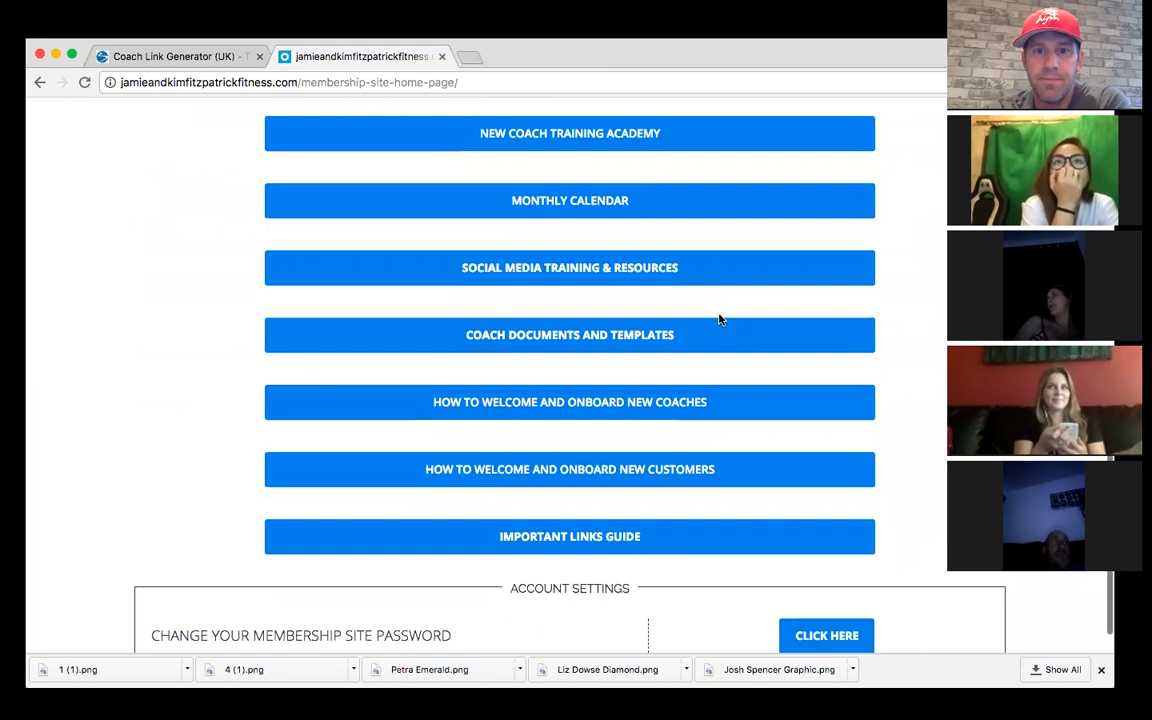 Coach Link Generator (UK) - T
jamieandkimfitzpatrickfitness.
jamieandkimfitzpatrickfitness.com/membership-site-home-page/
NEW COACH TRAINING ACADEMY
MONTHLY CALENDAR
SOCIAL MEDIA TRAINING & RESOURCES
COACH DOCUMENTS AND TEMPLATES
HOW TO WELCOME AND ONBOARD NEW COACHES
HOW TO WELCOME AND ONBOARD NEW CUSTOMERS
IMPORTANT LINKS GUIDE
ACCOUNT SETTINGS
CHANGE YOUR MEMBERSHIP SITE PASSWORD
CLICK HERE
1 (1).png
4 (1).png
Petra Emerald.png
Liz Dowse Diamond.png
Josh Spencer Graphic.png
Show All